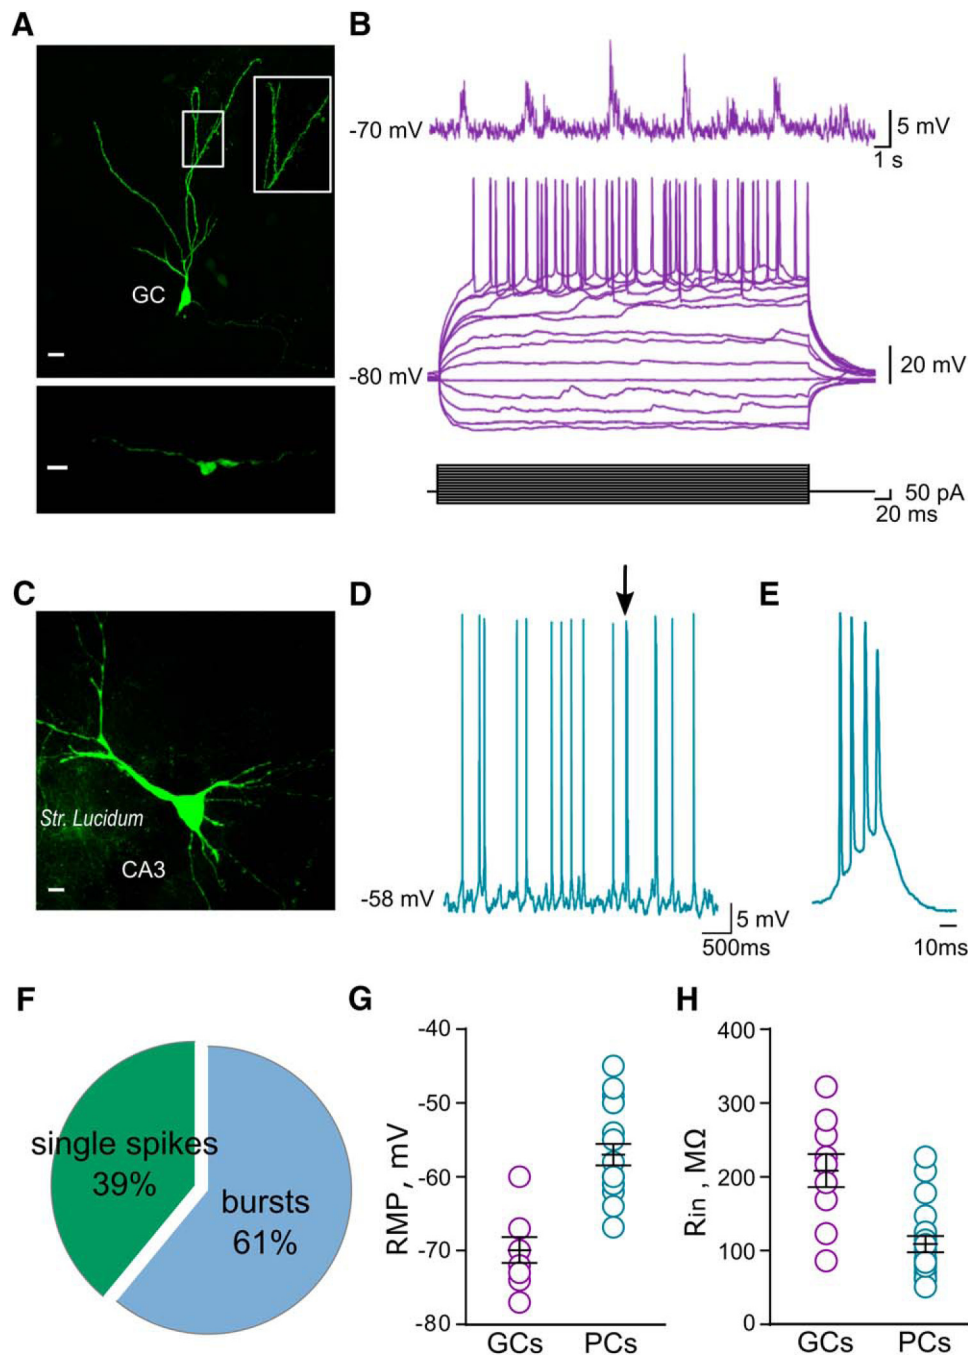 A
GC
B
-70 mV
5 mV
1 s
-80 mV
20 mV
50 pA
20 ms
C
Str. Lucidum
CA3
D
-58 mV
5 mV
500ms
E
10ms
F
single spikes
39%
bursts
61%
G
RMP, mV
-40
-50
-60
-70
-80
GCs
PCs
H
Rin , MΩ
400
300
200
100
0
GCs
PCs